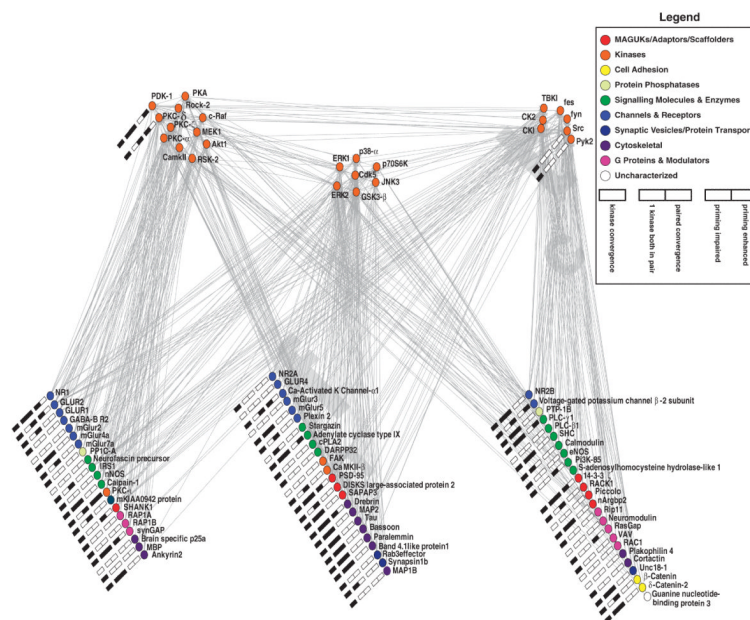 Legend
MAGUKs/Adaptors/Scaffolders
Kinases
Cell Adhesion
Protein Phosphatases
Signalling Molecules & Enzymes
Channels & Receptors
Synaptic Vesicles/Protein Transpor
Cytoskeletal
G Proteins & Modulators
Uncharacterized
kinase convergence
1 kinase both in pair
paired convergence
priming impaired
priming enhanced
PDK-1
PKA
Rock-2
PKC-δ
c-Raf
MEK1
PKC-α
Akt1
CamkII
RSK-2
ERK1
p38-α
p70S6K
Cdk5
JNK3
ERK2
GSK3-β
TBKI
fes
CK2
fyn
CKI
Src
Pyk2
NR1
GLUR2
GLUR1
GABA-B R2
mGlur2
mGlur4a
mGlur7a
PP1C-A
Neurofascin precursor
IRS1
nNOS
Calpain-1
PKC-ε
mKIAA0942 protein
SHANK1
RAP1A
RAP1B
synGAP
Brain specific p25a
MBP
Ankyrin2
NR2A
GLUR4
Ca-Activated K Channel-α1
mGlur3
mGlur5
Plexin 2
Stargazin
Adenylate cyclase type IX
cPLA2
DARPP32
FAK
Ca MKII-β
PSD-95
DISKS large-associated protein 2
SAPAP3
Drebrin
MAP2
Tau
Bassoon
Paralemmin
Band 4.1like protein1
Rab3effector
Synapsin1b
MAP1B
NR2B
Voltage-gated potassium channel β-2 subunit
PTP-1B
PLC-γ1
PLC-β1
SHC
Calmodulin
eNOS
PI3K-85
S-adenosylhomocysteine hydrolase-like 1
14-3-3
RACK1
Piccolo
nArgbp2
Rip11
Neuromodulin
RasGap
VAV
RAC1
Plakophilin 4
Cortactin
Unc18-1
β-Catenin
δ-Catenin-2
Guanine nucleotide-
binding protein 3